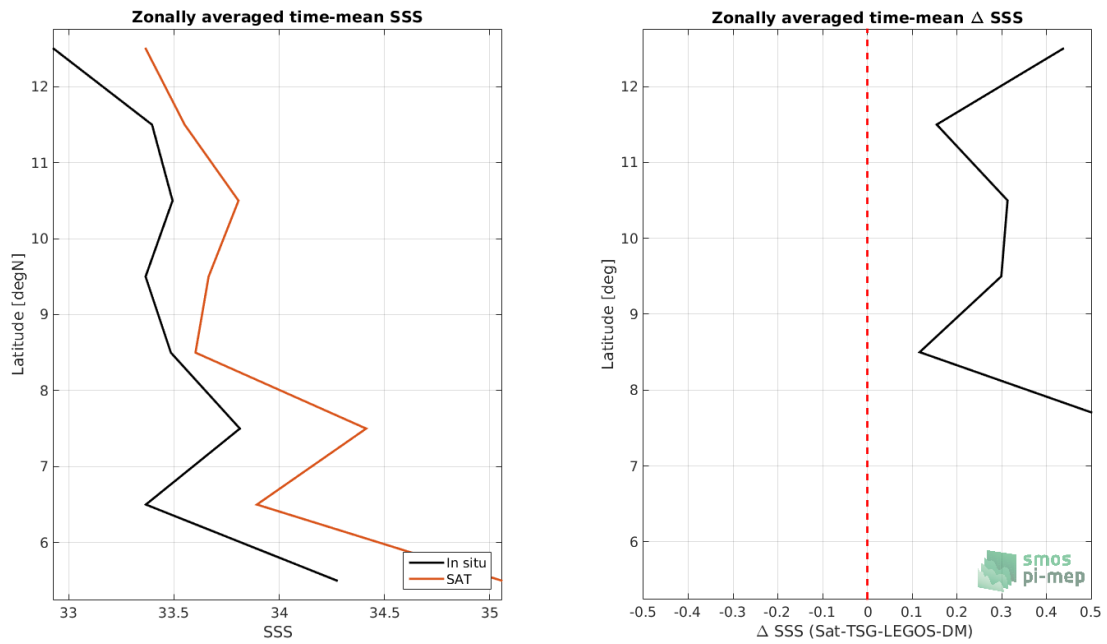 Zonally averaged time-mean SSS
Latitude [degN]
12
11
10
9
8
7
6
33 33.5 34 34.5 35
SSS
In situ
SAT
Zonally averaged time-mean Δ SSS
Latitude [deg]
12
11
10
9
8
7
6
-0.5 -0.4 -0.3 -0.2 -0.1 0 0.1 0.2 0.3 0.4 0.5
Δ SSS (Sat-TSG-LEGOS-DM)
smos
pi-mep